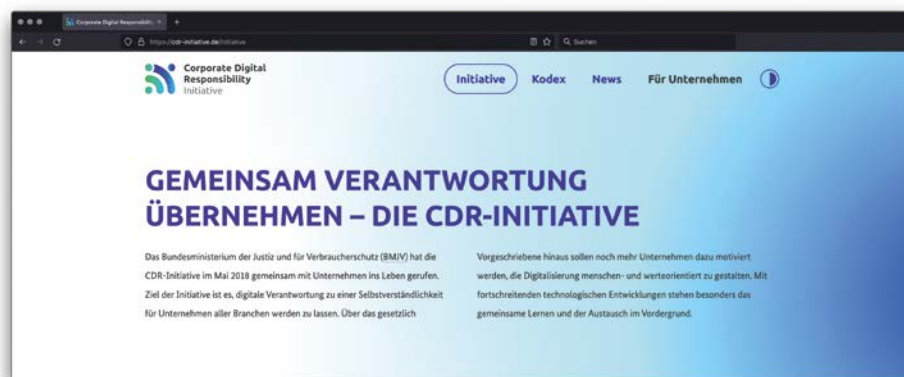 Corporate Digital Responsibility
https://cdr-initiative.de/initiative
Suchen
Corporate Digital
Responsibility
Initiative
Initiative
Kodex
News
Für Unternehmen
GEMEINSAM VERANTWORTUNG
ÜBERNEHMEN – DIE CDR-INITIATIVE
Das Bundesministerium der Justiz und für Verbraucherschutz (BMJV) hat die
CDR-Initiative im Mai 2018 gemeinsam mit Unternehmen ins Leben gerufen.
Ziel der Initiative ist es, digitale Verantwortung zu einer Selbstverständlichkeit
für Unternehmen aller Branchen werden zu lassen. Über das gesetzlich
Vorgeschriebene hinaus sollen noch mehr Unternehmen dazu motiviert
werden, die Digitalisierung menschen- und werteorientiert zu gestalten. Mit
fortschreitenden technologischen Entwicklungen stehen besonders das
gemeinsame Lernen und der Austausch im Vordergrund.